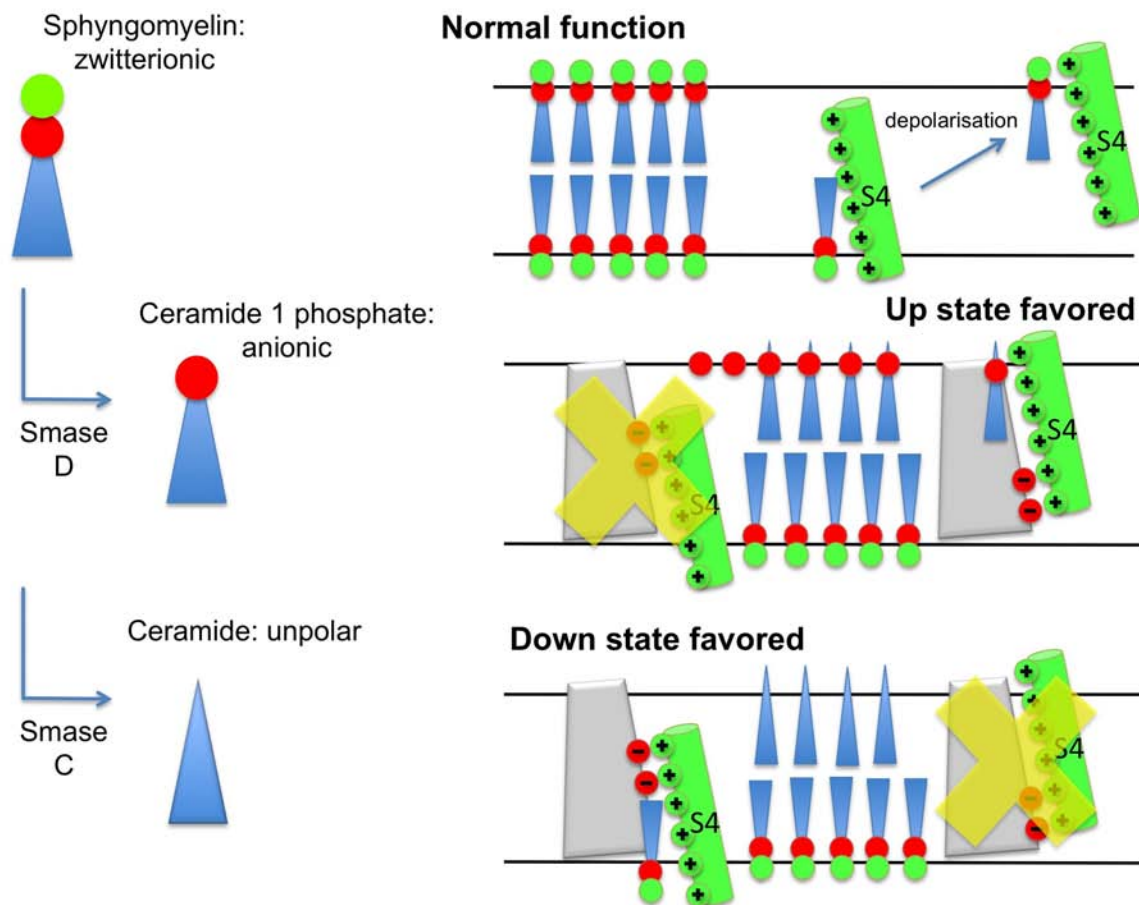 Sphyngomyelin:
zwitterionic
Normal function
depolarisation
+
+
+
+
+
+
S4
+
+
+
+
+
+
S4
Ceramide 1 phosphate:
anionic
Smase
D
Up state favored
-
-
+
+
+
+
+
+
S4
+
+
+
+
+
+
S4
-
-
Ceramide: unpolar
Smase
C
Down state favored
-
-
+
+
+
+
+
+
S4
+
+
+
+
+
+
S4
-
-